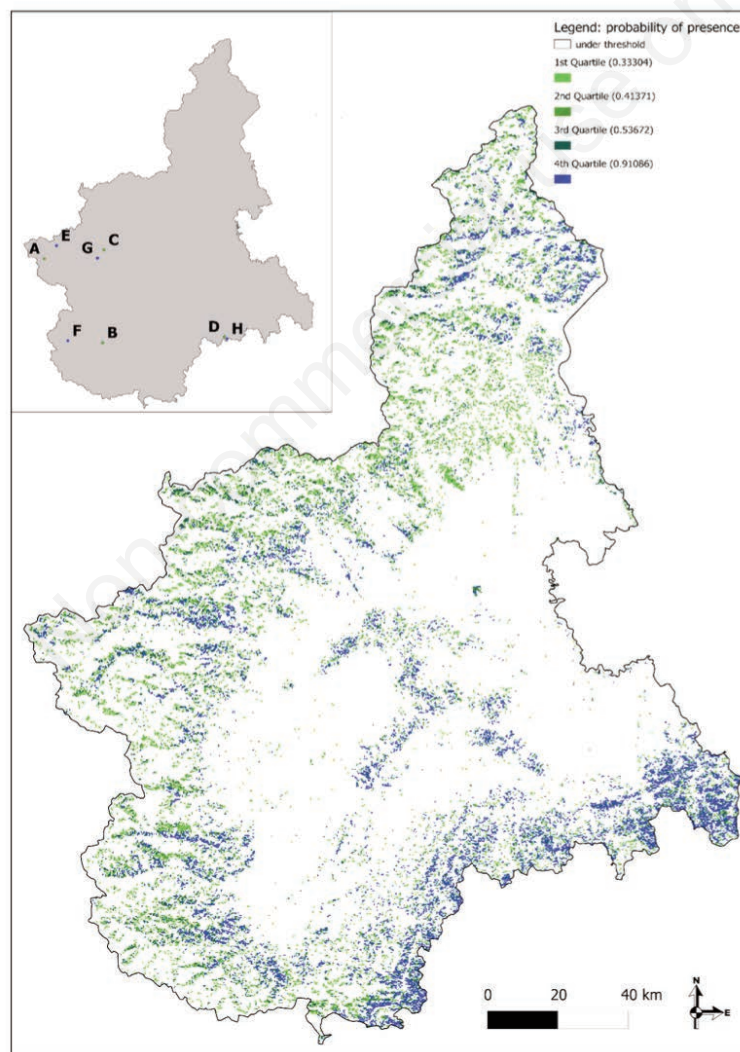 Legend: probability of presence
under threshold
1st Quartile (0.33304)
2nd Quartile (0.41371)
3rd Quartile (0.53672)
4th Quartile (0.91086)
E
A
G
C
F
B
D
H
0
20
40 km
N
E